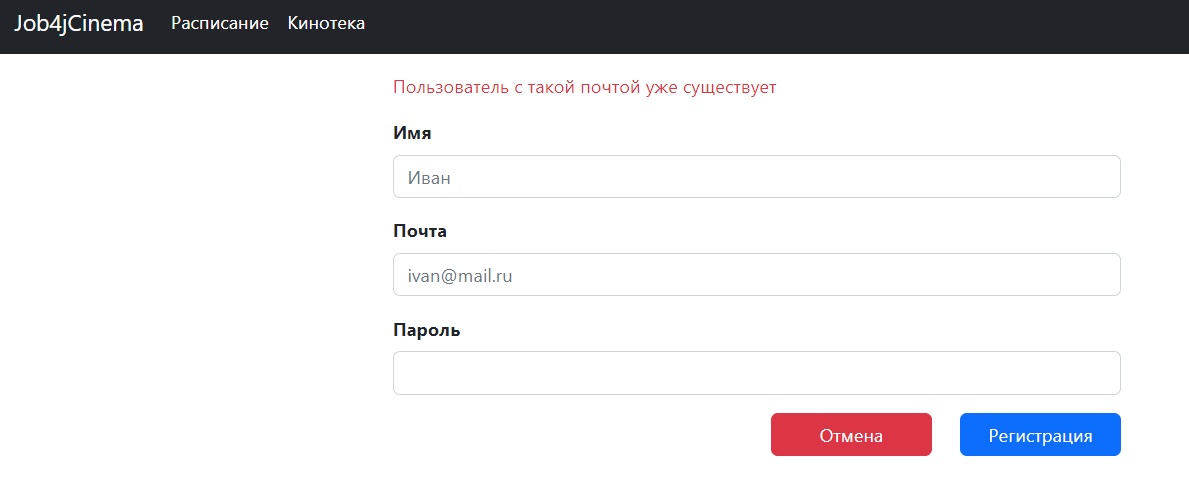 Job4jCinema Расписание Кинотека
Пользователь с такой почтой уже существует
Имя
Иван
Почта
ivan@mail.ru
Пароль
Отмена Регистрация